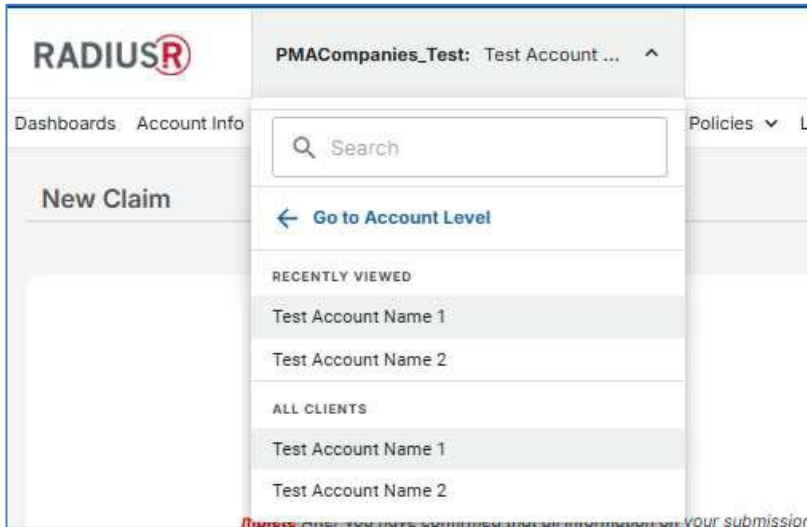 RADIUSR
PMACompanies_Test: Test Account ...
Dashboards Account Info Policies L
Search
New Claim
Go to Account Level
RECENTLY VIEWED
Test Account Name 1
Test Account Name 2
ALL CLIENTS
Test Account Name 1
Test Account Name 2
After you have confirmed that all information on your submission